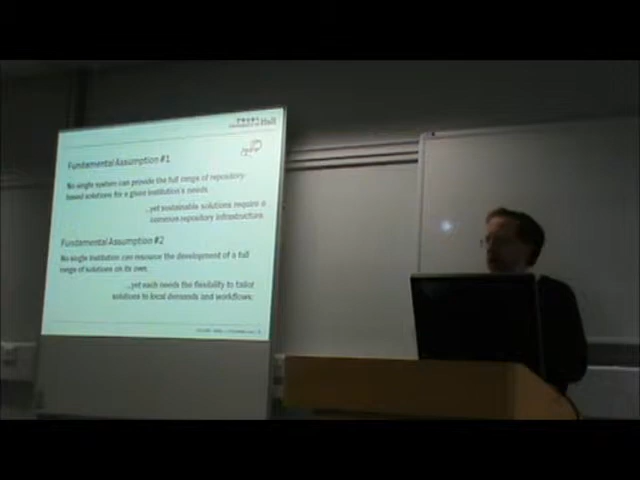 UNIVERSITY OF Hull
Fundamental Assumption #1
No single system can provide the full range of repository
based solutions for a given institution's needs
...yet sustainable solutions require a
common repository infrastructure
Fundamental Assumption #2
No single institution can resource the development of a full
range of solutions on its own
...yet each needs the flexibility to tailor
solutions to local demands and workflows.